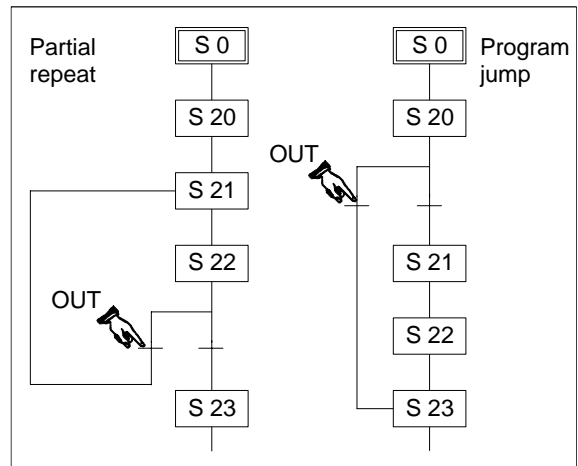 Partial
repeat
S 0
S 20
S 21
S 22
OUT
S 23
S 0
Program
jump
S 20
OUT
S 21
S 22
S 23